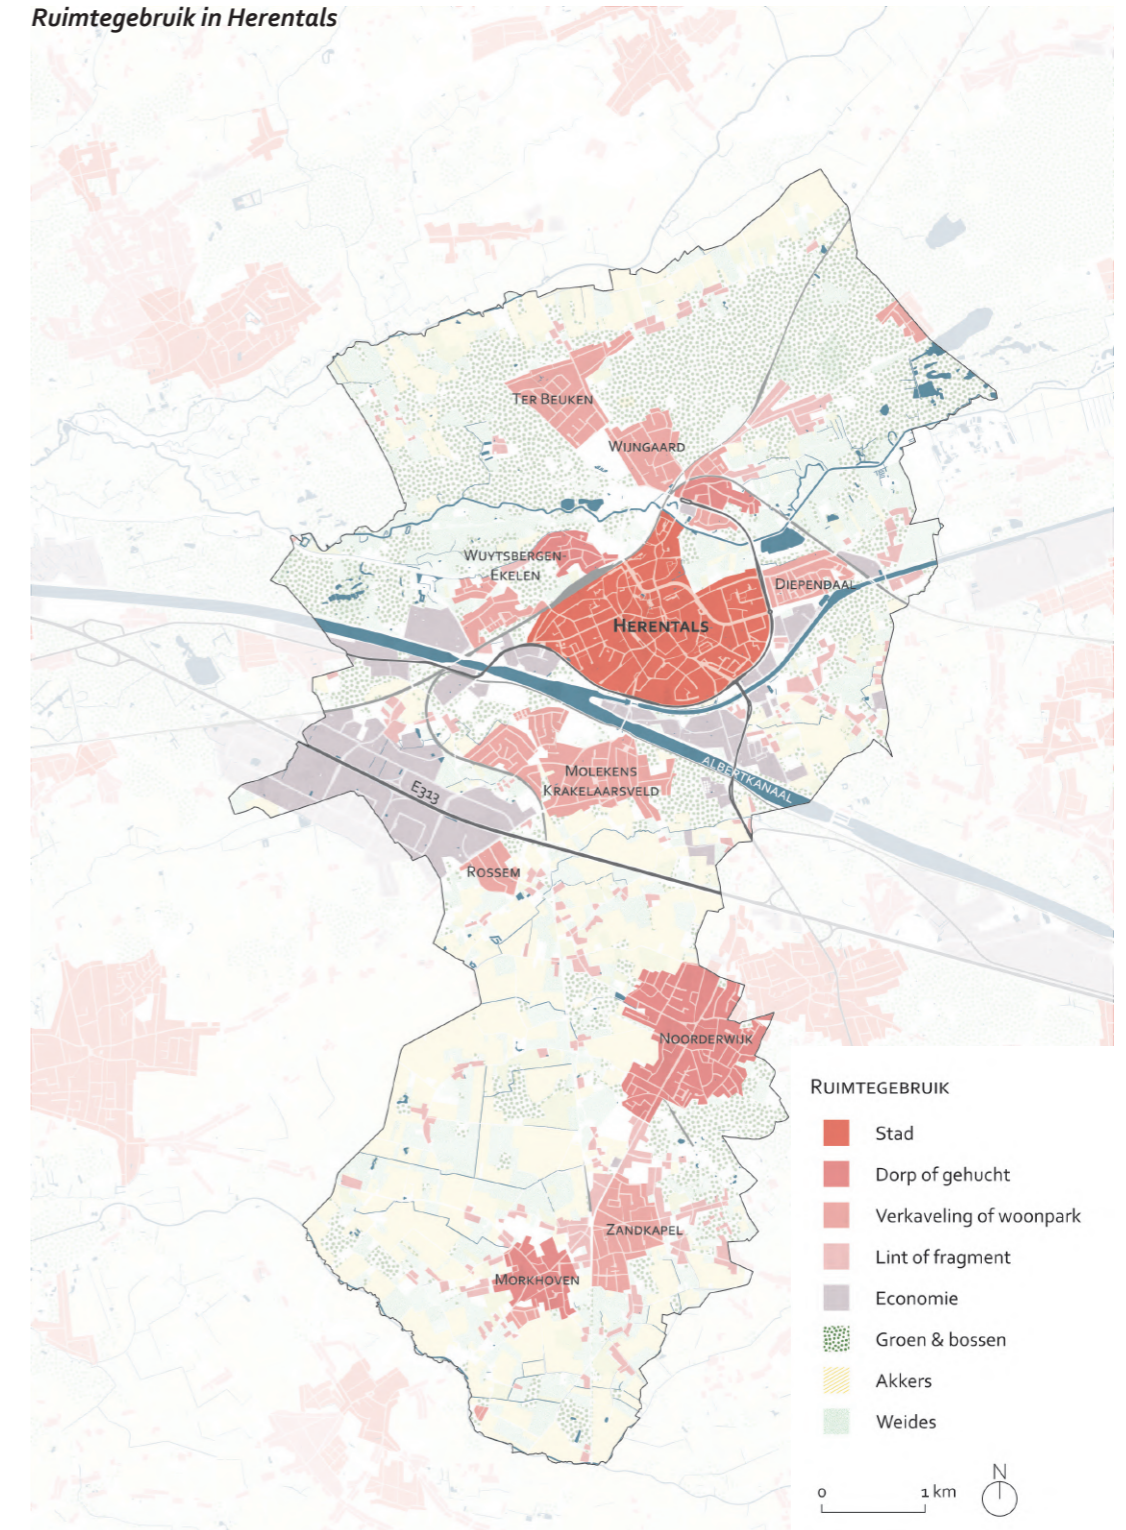 Ruimtegebruik in Herentals
Ter Beuken
Wijngaard
Wuytsbergen-
Ekelen
Diependaal
Herentals
Molekens
Krakelaarsveld
Albertkanaal
E313
Rossem
Noorderwijk
Zandkapel
Morkhoven
Ruimtegebruik
Stad
Dorp of gehucht
Verkaveling of woonpark
Lint of fragment
Economie
Groen & bossen
Akkers
Weides
0 1 km
N